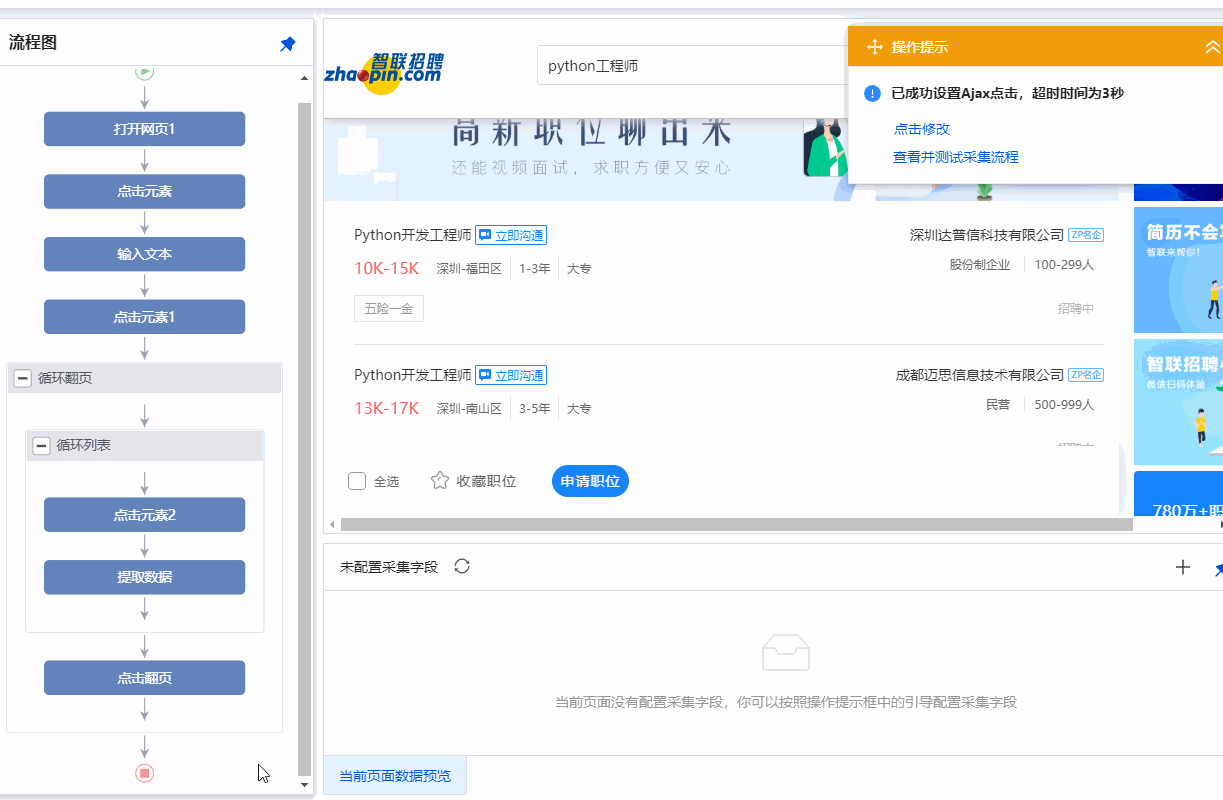 流程图
打开网页1
点击元素
输入文本
点击元素1
循环翻页
循环列表
点击元素2
提取数据
点击翻页
智联招聘
zhaopin.com
python工程师
操作提示
已成功设置Ajax点击，超时时间为3秒
点击修改
查看并测试采集流程
高新职位聊出来
还能视频面试，求职方便又安心
Python开发工程师 立即沟通
深圳达普信科技有限公司 ZP名企
10K-15K 深圳-福田区 1-3年 大专
股份制企业 100-299人
五险一金
招聘中
Python开发工程师 立即沟通
成都迈思信息技术有限公司 ZP名企
13K-17K 深圳-南山区 3-5年 大专
民营 500-999人
招聘中
全选 收藏职位 申请职位
简历不会
智联来帮你！
智联招聘
微信扫码体验
780万+职
未配置采集字段
当前页面没有配置采集字段，你可以按照操作提示框中的引导配置采集字段
当前页面数据预览